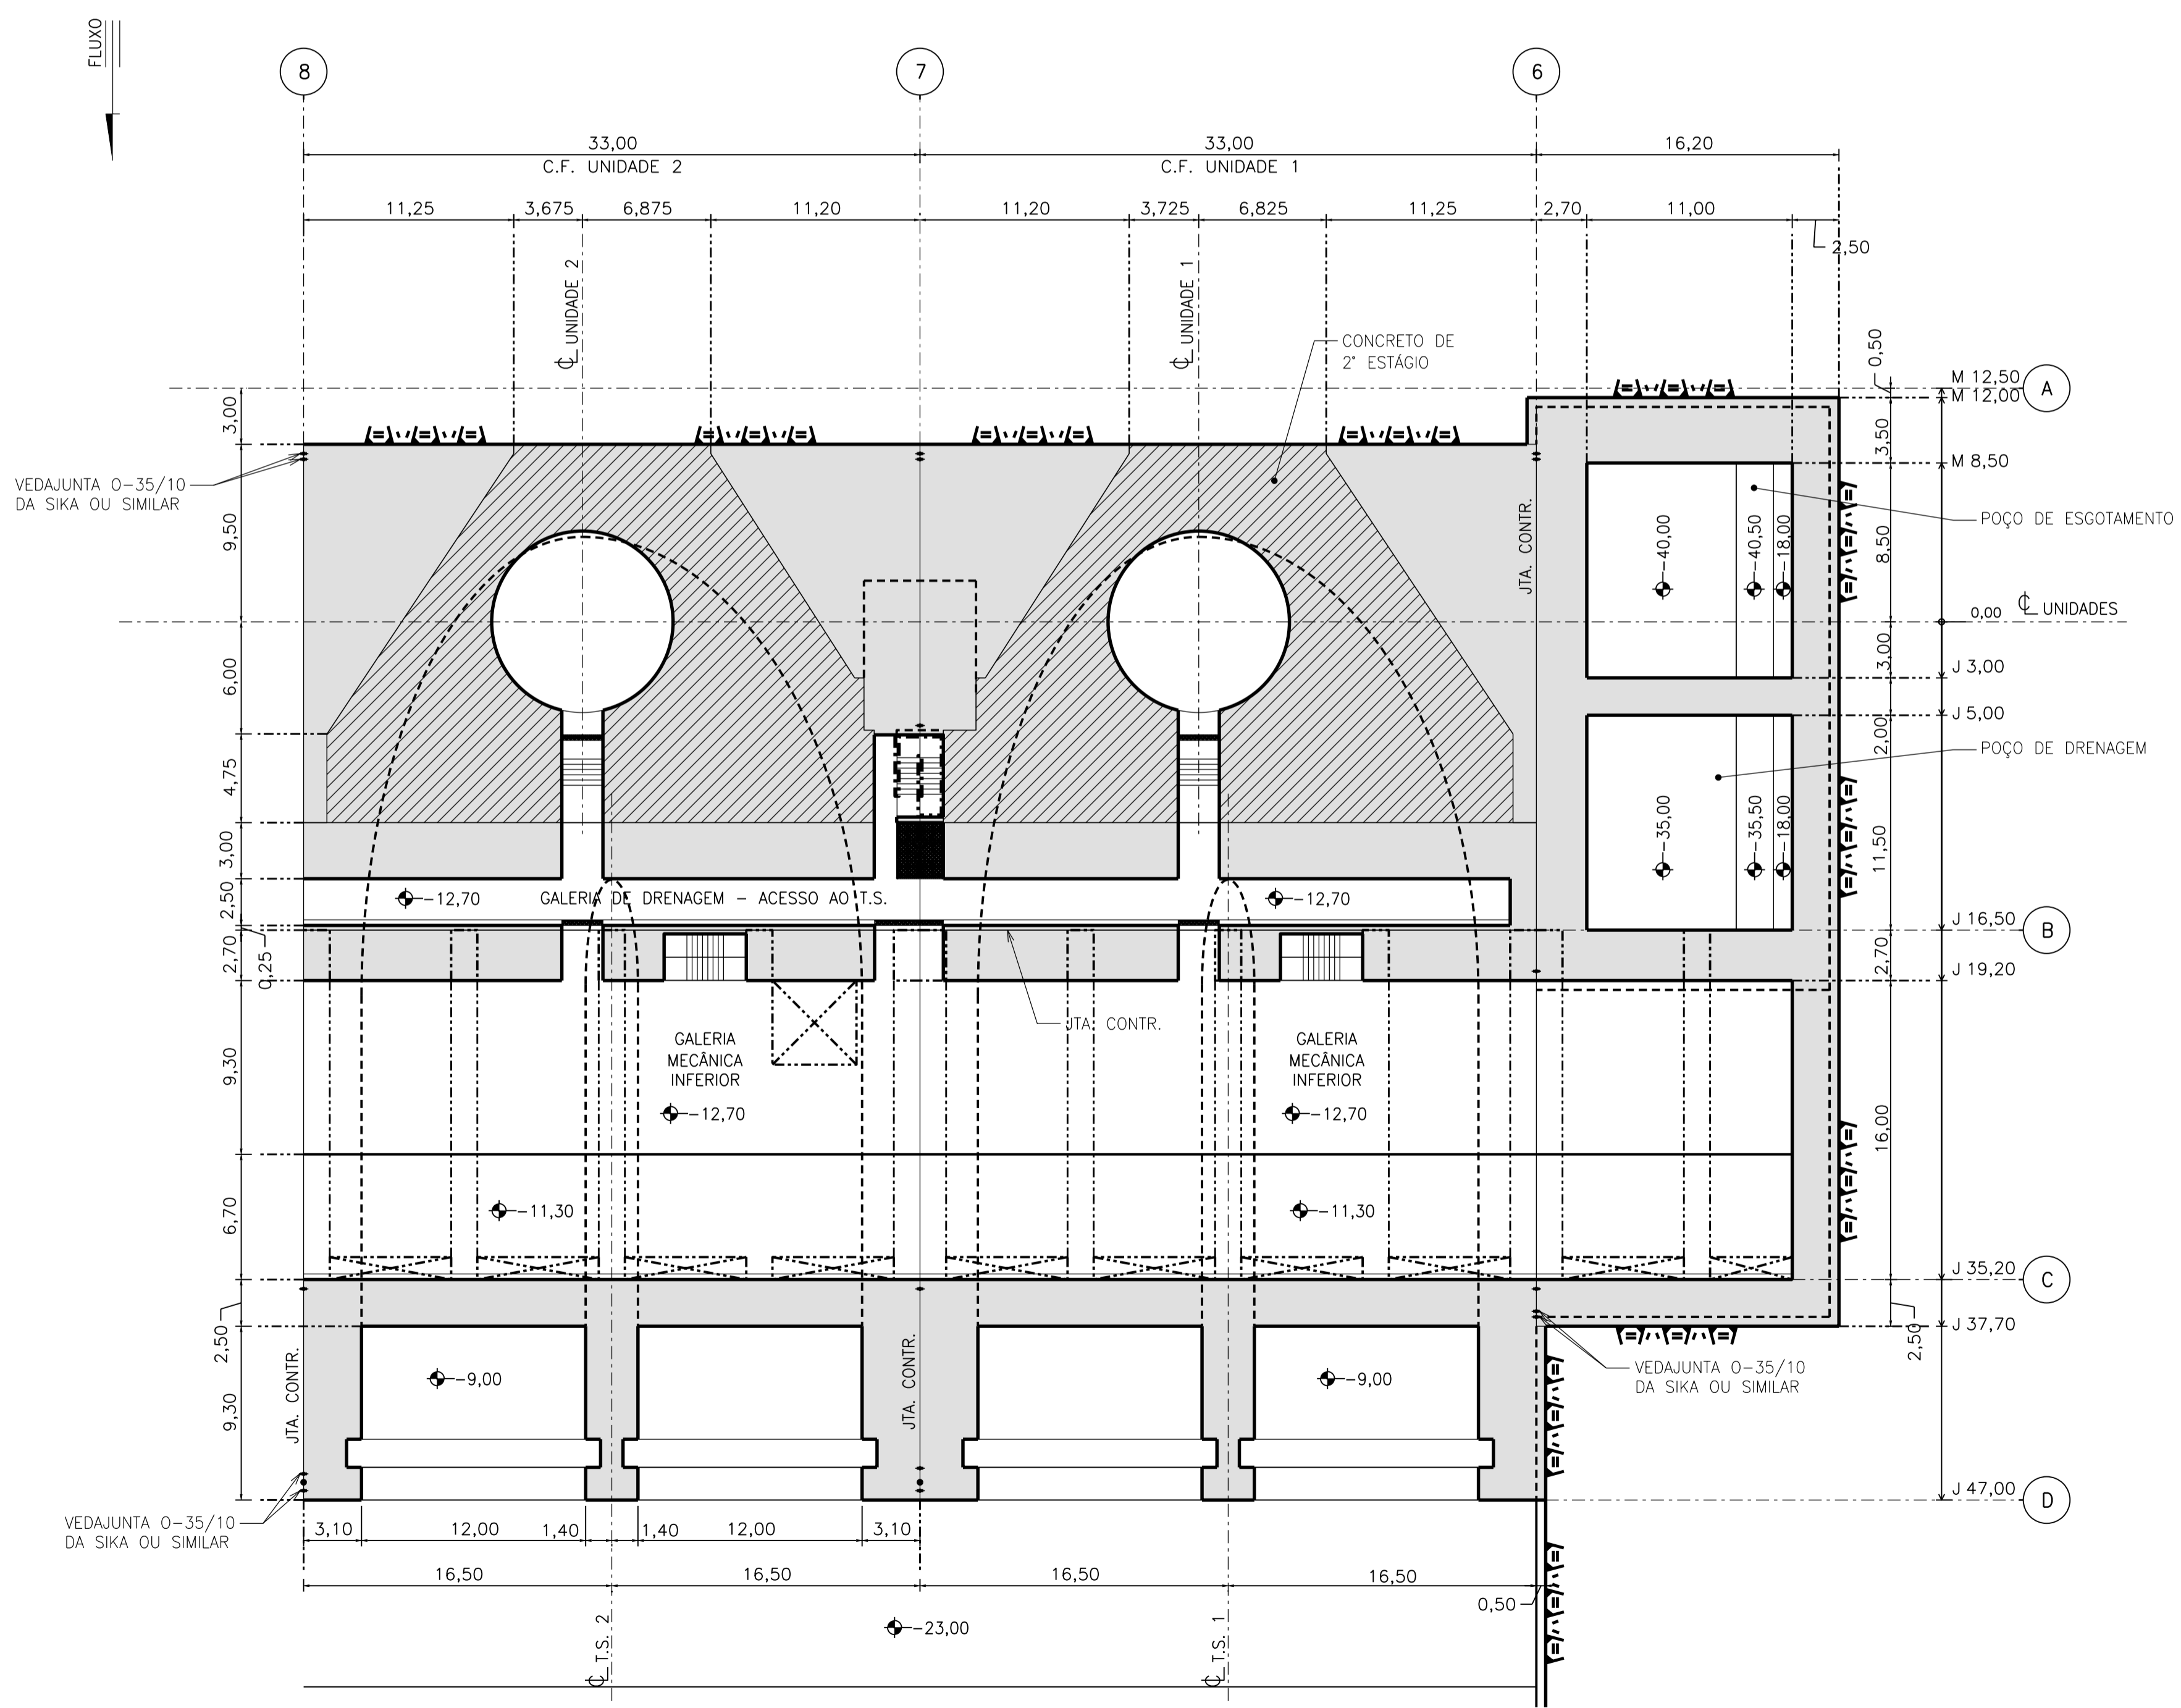 FLUXO
8
7
6
33,00
C.F. UNIDADE 2
33,00
C.F. UNIDADE 1
16,20
11,25
3,675
6,875
11,20
11,20
3,725
6,825
11,25
2,70
11,00
2,50
℄ UNIDADE 2
℄ UNIDADE 1
CONCRETO DE
2° ESTÁGIO
0,50
M 12,50
A
M 12,00
3,00
3,50
M 8,50
VEDAJUNTA O-35/10
DA SIKA OU SIMILAR
9,50
JTA. CONTR.
-40,00
-40,50
-18,00
POÇO DE ESGOTAMENTO
8,50
0,00
℄ UNIDADES
6,00
3,00
J 3,00
J 5,00
2,00
POÇO DE DRENAGEM
4,75
-35,00
-35,50
-18,00
11,50
3,00
2,50
-12,70
GALERIA DE DRENAGEM - ACESSO AO T.S.
-12,70
J 16,50
B
2,70
0,25
2,70
J 19,20
JTA. CONTR.
GALERIA
MECÂNICA
INFERIOR
-12,70
GALERIA
MECÂNICA
INFERIOR
-12,70
9,30
16,00
6,70
-11,30
-11,30
J 35,20
C
2,50
J 37,70
2,50
JTA. CONTR.
-9,00
JTA. CONTR.
-9,00
VEDAJUNTA O-35/10
DA SIKA OU SIMILAR
9,30
J 47,00
D
VEDAJUNTA O-35/10
DA SIKA OU SIMILAR
3,10
12,00
1,40
1,40
12,00
3,10
16,50
16,50
16,50
16,50
0,50
℄ T.S. 2
-23,00
℄ T.S. 1